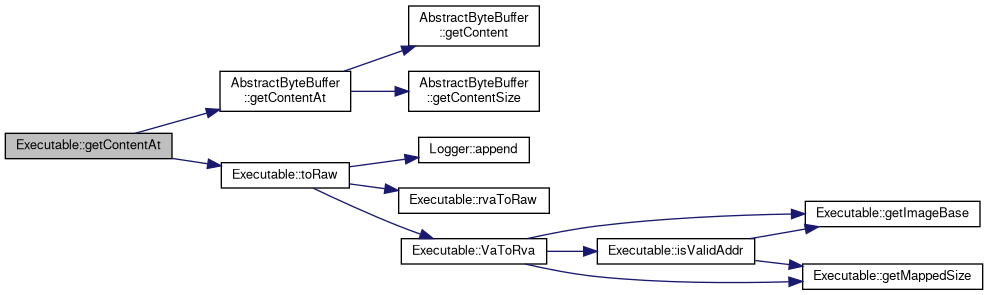 AbstractByteBuffer
::getContent
AbstractByteBuffer
::getContentAt
AbstractByteBuffer
::getContentSize
Executable::getContentAt
Logger::append
Executable::toRaw
Executable::rvaToRaw
Executable::getImageBase
Executable::VaToRva
Executable::isValidAddr
Executable::getMappedSize